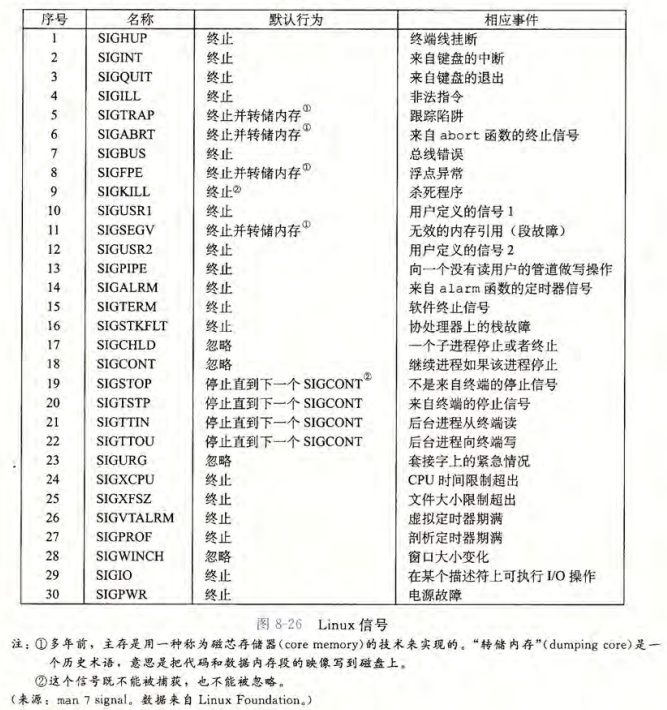 序号 名称 默认行为 相应事件
1 SIGHUP 终止 终端线挂断
2 SIGINT 终止 来自键盘的中断
3 SIGQUIT 终止 来自键盘的退出
4 SIGILL 终止 非法指令
5 SIGTRAP 终止并转储内存① 跟踪陷阱
6 SIGABRT 终止并转储内存① 来自 abort 函数的终止信号
7 SIGBUS 终止 总线错误
8 SIGFPE 终止并转储内存① 浮点异常
9 SIGKILL 终止② 杀死程序
10 SIGUSR1 终止 用户定义的信号 1
11 SIGSEGV 终止并转储内存① 无效的内存引用（段故障）
12 SIGUSR2 终止 用户定义的信号 2
13 SIGPIPE 终止 向一个没有读用户的管道做写操作
14 SIGALRM 终止 来自 alarm 函数的定时器信号
15 SIGTERM 终止 软件终止信号
16 SIGSTKFLT 终止 协处理器上的栈故障
17 SIGCHLD 忽略 一个子进程停止或者终止
18 SIGCONT 忽略 继续进程如果该进程停止
19 SIGSTOP 停止直到下一个 SIGCONT② 不是来自终端的停止信号
20 SIGTSTP 停止直到下一个 SIGCONT 来自终端的停止信号
21 SIGTTIN 停止直到下一个 SIGCONT 后台进程从终端读
22 SIGTTOU 停止直到下一个 SIGCONT 后台进程向终端写
23 SIGURG 忽略 套接字上的紧急情况
24 SIGXCPU 终止 CPU 时间限制超出
25 SIGXFSZ 终止 文件大小限制超出
26 SIGVTALRM 终止 虚拟定时器期满
27 SIGPROF 终止 剖析定时器期满
28 SIGWINCH 忽略 窗口大小变化
29 SIGIO 终止 在某个描述符上可执行 I/O 操作
30 SIGPWR 终止 电源故障
图 8-26 Linux 信号
注：①多年前，主存是用一种称为磁芯存储器(core memory)的技术来实现的。“转储内存”(dumping core)是一
个历史术语，意思是把代码和数据内存段的映像写到磁盘上。
②这个信号既不能被捕获，也不能被忽略。
(来源：man 7 signal。数据来自 Linux Foundation。)